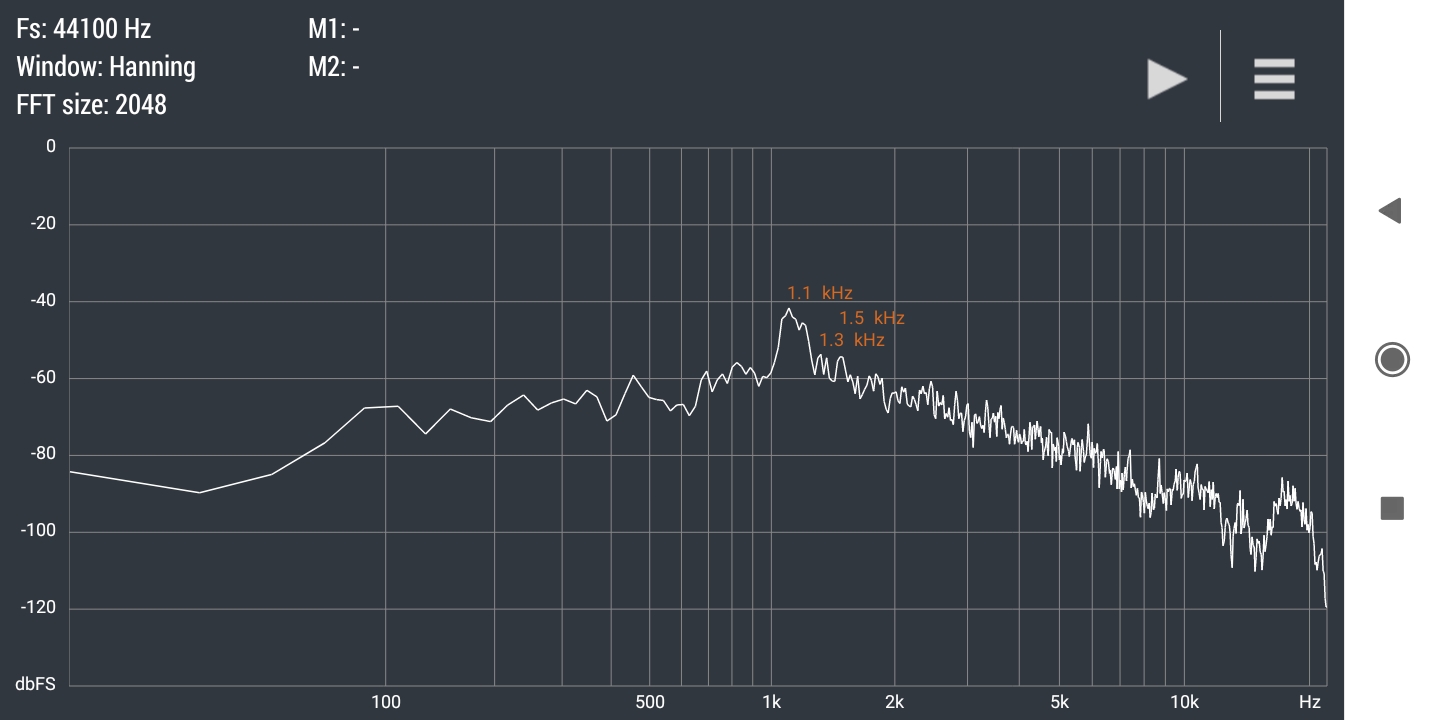 Fs: 44100 Hz
M1: -
Window: Hanning
M2: -
FFT size: 2048
0
-20
-40
-60
-80
-100
-120
dbFS
1.1 kHz
1.5 kHz
1.3 kHz
100
500
1k
2k
5k
10k
Hz